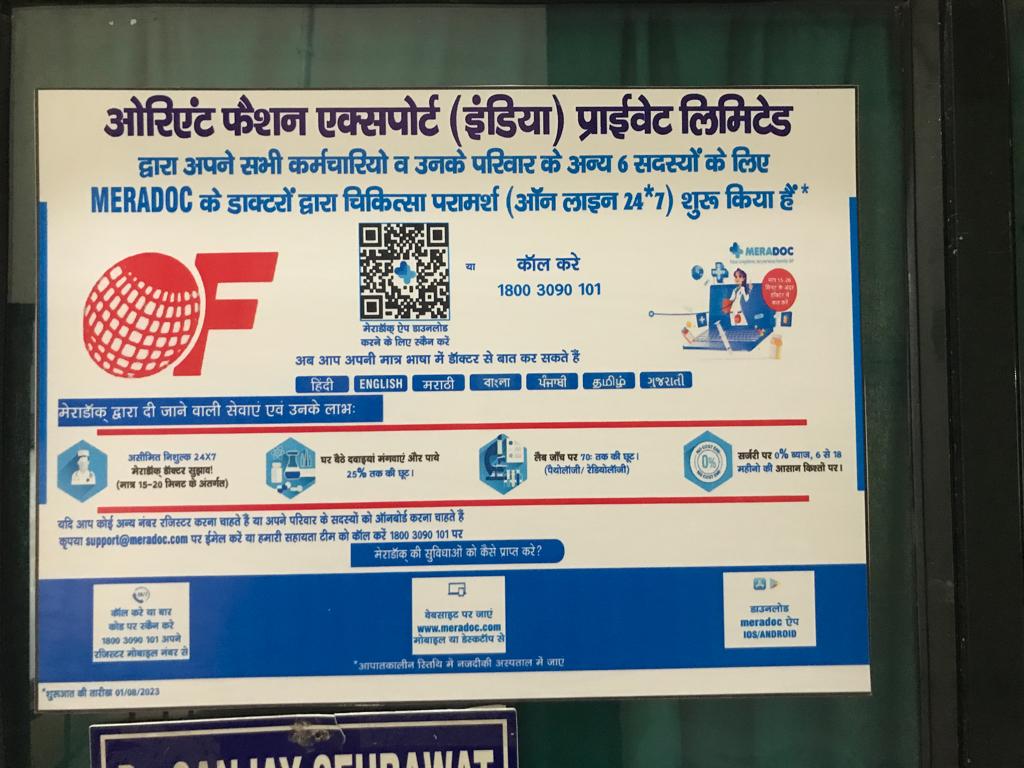 ओरिएंट फैशन एक्सपोर्ट (इंडिया) प्राईवेट लिमिटेड
द्वारा अपने सभी कर्मचारियो व उनके परिवार के अन्य 6 सदस्यों के लिए
MERADOC के डाक्टरों द्वारा चिकित्सा परामर्श (ऑन लाइन 24*7) शुरू किया हैं*
OF
या
कॉल करे
1800 3090 101
मेराडॉक् ऐप डाउनलोड
करने के लिए स्कैन करें
MERADOC
अब आप अपनी मात्र भाषा में डॉक्टर से बात कर सकते हैं
हिंदी ENGLISH मराठी বাংলা ਪੰਜਾਬੀ தமிழ் ગુજરાતી
मेराडॉक् द्वारा दी जाने वाली सेवाएं एवं उनके लाभः
असीमित निशुल्क 24X7
मेराडॉक् डॉक्टर सुझाव!
(मात्र 15-20 मिनट के अंतर्गत)
घर बैठे दवाइयां मंगवाएं और पाये
25% तक की छूट।
लैब जाँच पर 70: तक की छूट।
(पैथोलॉजी/ रेडियोलॉजी)
0%
सर्जरी पर 0% ब्याज, 6 से 18
महीनो की आसान किश्तो पर।
यदि आप कोई अन्य नंबर रजिस्टर करना चाहते हैं या अपने परिवार के सदस्यों को ऑनबोर्ड करना चाहते हैं
कृपया support@meradoc.com पर ईमेल करें या हमारी सहायता टीम को कॉल करें 1800 3090 101 पर
मेराडॉक् की सुविधाओं को कैसे प्राप्त करे?
कॉल करे या बार
कोड पर स्कैन करे
1800 3090 101 अपने
रजिस्टर मोबाइल नंबर से
वेबसाइट पर जाएं
www.meradoc.com
मोबाइल या डेस्कटॉप से
डाउनलोड
meradoc ऐप
IOS/ANDROID
*आपातकालीन स्तिथि में नजदीकी अस्पताल में जाए
*शुरूआत की तारीख 01/08/2023
SANJAY SEHRAWAT